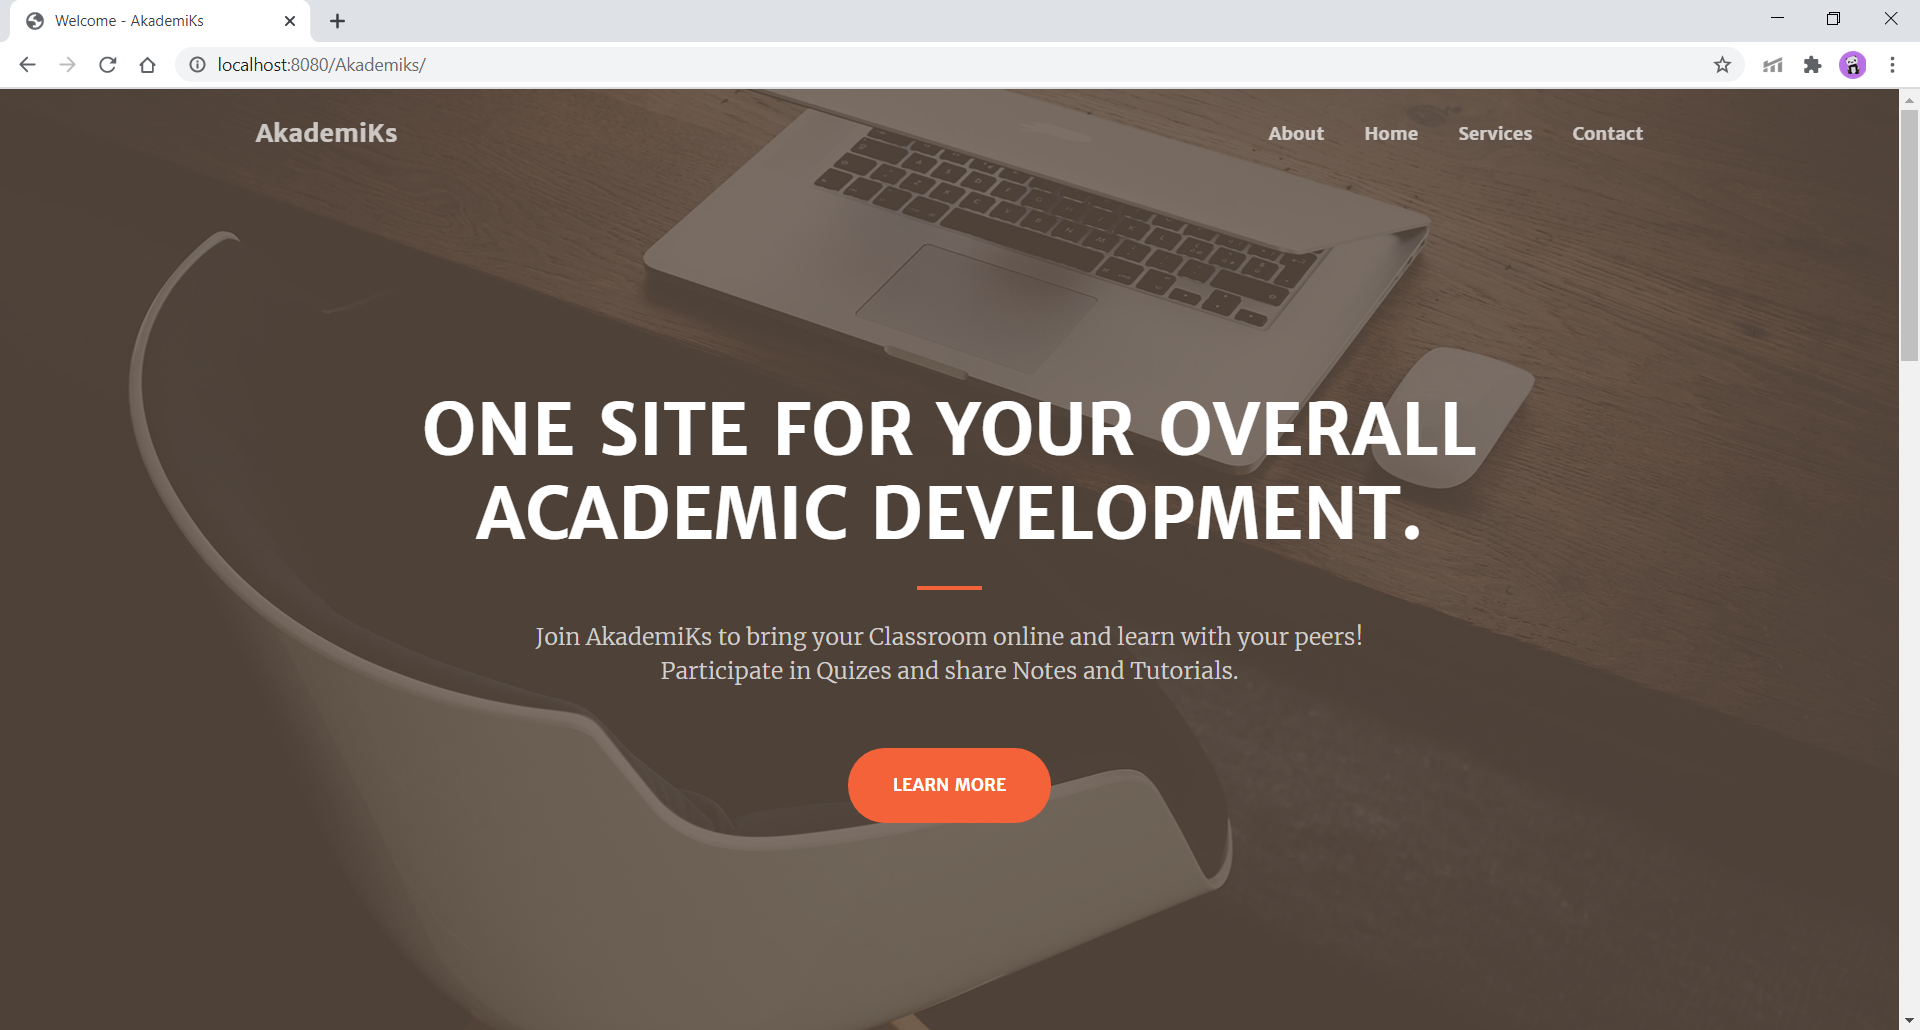 Welcome - AkademiKs
localhost:8080/Akademiks/
AkademiKs
About Home Services Contact
ONE SITE FOR YOUR OVERALL
ACADEMIC DEVELOPMENT.
Join AkademiKs to bring your Classroom online and learn with your peers!
Participate in Quizes and share Notes and Tutorials.
LEARN MORE